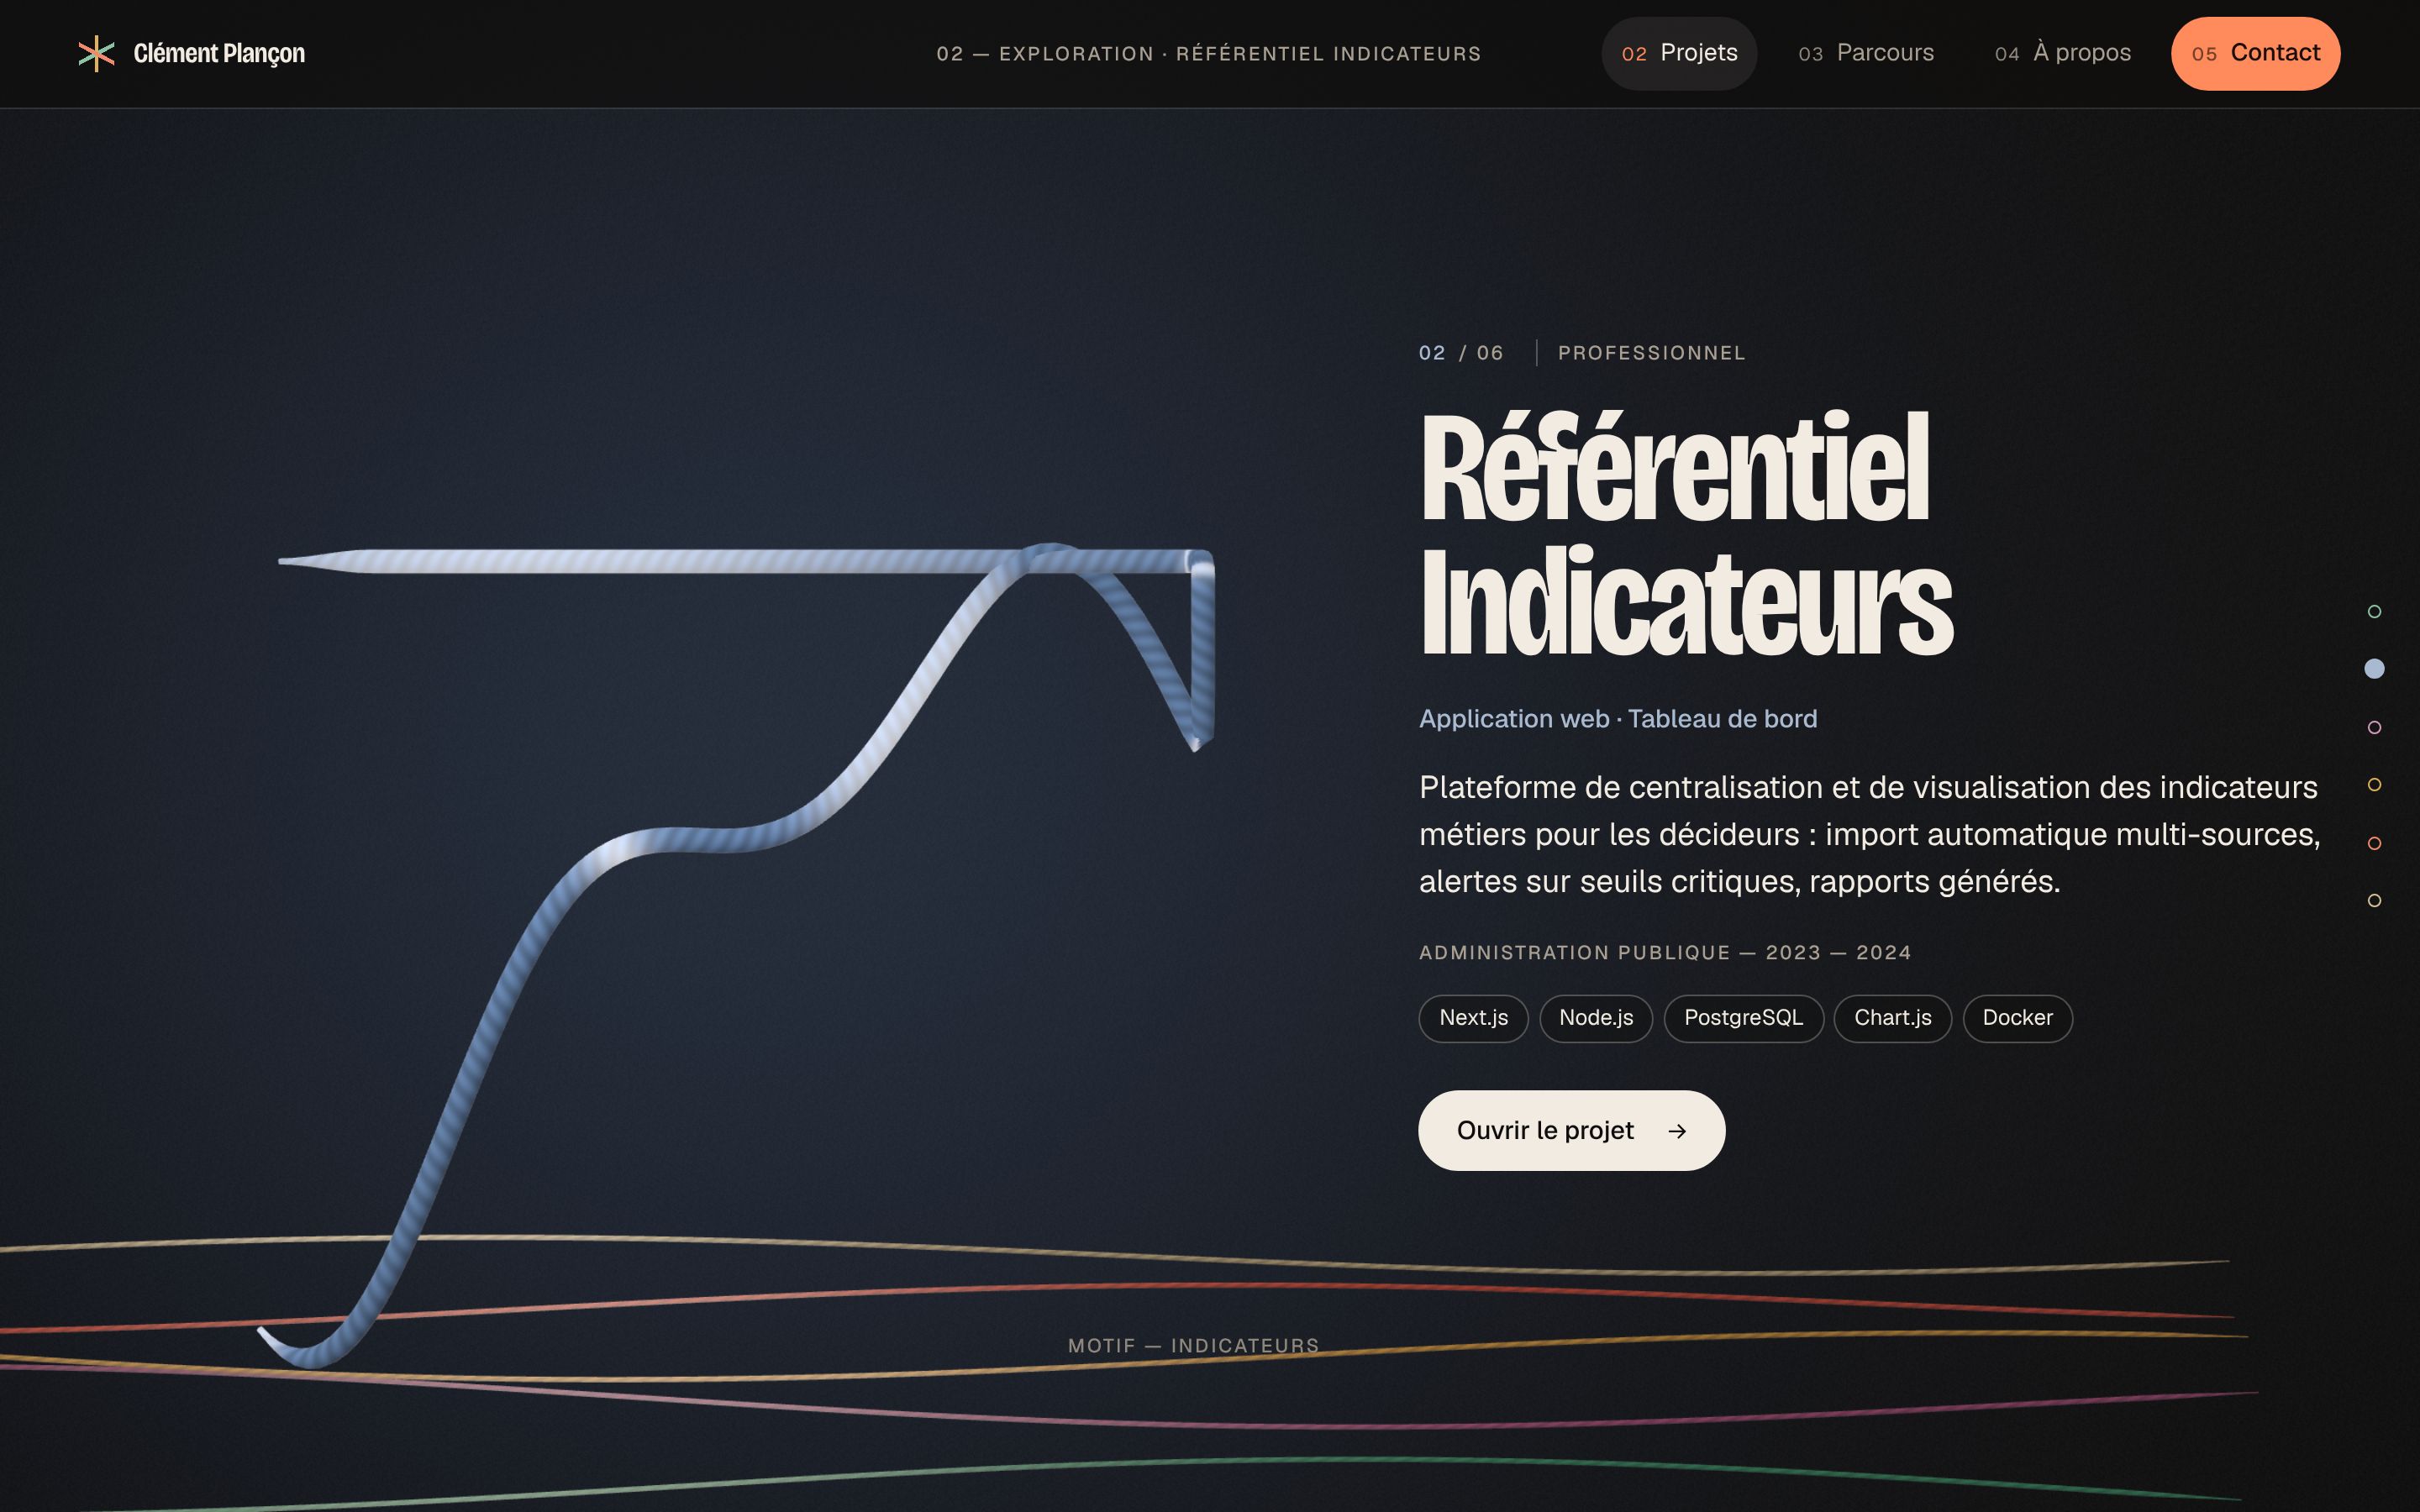 Clément Plançon
02 — EXPLORATION · RÉFÉRENTIEL INDICATEURS
02 Projets
03 Parcours
04 À propos
05 Contact
02 / 06 PROFESSIONNEL
Référentiel
Indicateurs
Application web · Tableau de bord
Plateforme de centralisation et de visualisation des indicateurs
métiers pour les décideurs : import automatique multi-sources,
alertes sur seuils critiques, rapports générés.
ADMINISTRATION PUBLIQUE — 2023 — 2024
Next.js
Node.js
PostgreSQL
Chart.js
Docker
Ouvrir le projet →
MOTIF — INDICATEURS